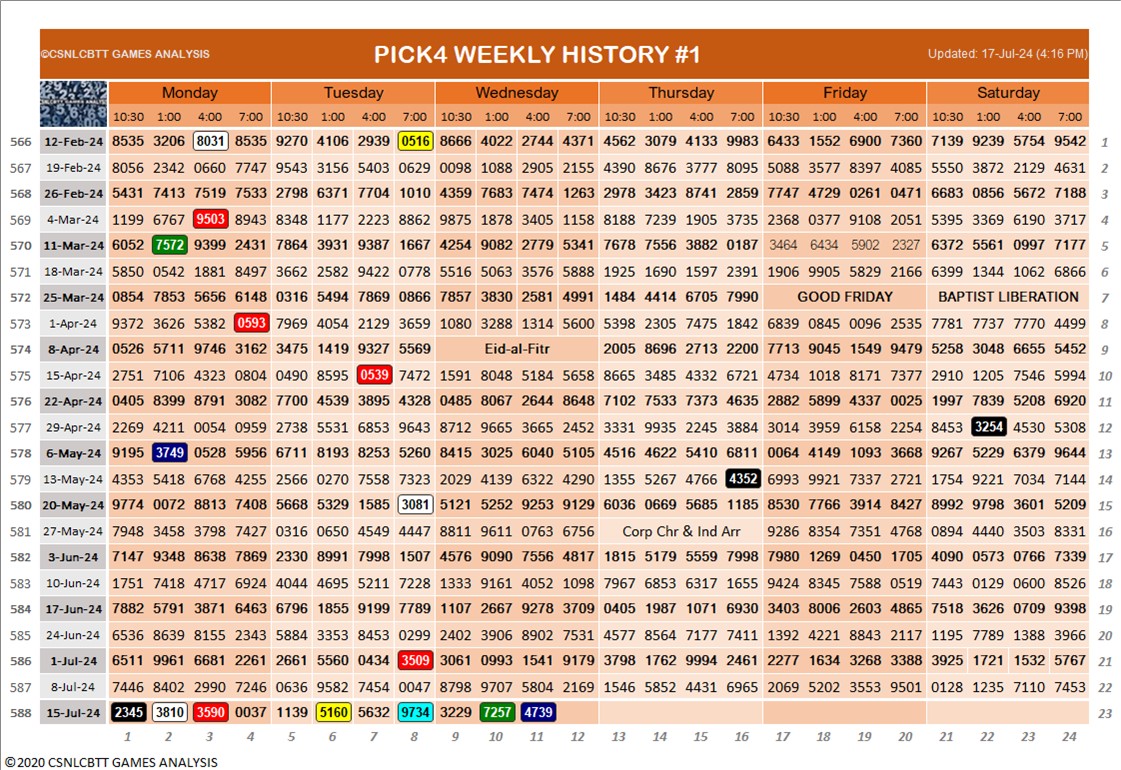 ©CSNLCBTT GAMES ANALYSIS PICK4 WEEKLY HISTORY #1 Updated: 17-Jul-24 (4:16 PM)
Monday Tuesday Wednesday Thursday Friday Saturday
10:30 1:00 4:00 7:00 10:30 1:00 4:00 7:00 10:30 1:00 4:00 7:00 10:30 1:00 4:00 7:00 10:30 1:00 4:00 7:00 10:30 1:00 4:00 7:00
566 12-Feb-24 8535 3206 8031 8535 9270 4106 2939 0516 8666 4022 2744 4371 4562 3079 4133 9983 6433 1552 6900 7360 7139 9239 5754 9542 1
567 19-Feb-24 8056 2342 0660 7747 9543 3156 5403 0629 0098 1088 2905 2155 4390 8676 3777 8095 5088 3577 8397 4085 5550 3872 2129 4631 2
568 26-Feb-24 5431 7413 7519 7533 2798 6371 7704 1010 4359 7683 7474 1263 2978 3423 8741 2859 7747 4729 0261 0471 6683 0856 5672 7188 3
569 4-Mar-24 1199 6767 9503 8943 8348 1177 2223 8862 9875 1878 3405 1158 8188 7239 1905 3735 2368 0377 9108 2051 5395 3369 6190 3717 4
570 11-Mar-24 6052 7572 9399 2431 7864 3931 9387 1667 4254 9082 2779 5341 7678 7556 3882 0187 3464 6434 5902 2327 6372 5561 0997 7177 5
571 18-Mar-24 5850 0542 1881 8497 3662 2582 9422 0778 5516 5063 3576 5888 1925 1690 1597 2391 1906 9905 5829 2166 6399 1344 1062 6866 6
572 25-Mar-24 0854 7853 5656 6148 0316 5494 7869 0866 7857 3830 2581 4991 1484 4414 6705 7990 GOOD FRIDAY BAPTIST LIBERATION 7
573 1-Apr-24 9372 3626 5382 0593 7969 4054 2129 3659 1080 3288 1314 5600 5398 2305 7475 1842 6839 0845 0096 2535 7781 7737 7770 4499 8
574 8-Apr-24 0526 5711 9746 3162 3475 1419 9327 5569 Eid-al-Fitr 2005 8696 2713 2200 7713 9045 1549 9479 5258 3048 6655 5452 9
575 15-Apr-24 2751 7106 4323 0804 0490 8595 0539 7472 1591 8048 5184 5658 8665 3485 4332 6721 4734 1018 8171 7377 2910 1205 7546 5994 10
576 22-Apr-24 0405 8399 8791 3082 7700 4539 3895 4328 0485 8067 2644 8648 7102 7533 7373 4635 2882 5899 4337 0025 1997 7839 5208 6920 11
577 29-Apr-24 2269 4211 0054 0959 2738 5531 6853 9643 8712 9665 3665 2452 3331 9935 2245 3884 3014 3959 6158 2254 8453 3254 4530 5308 12
578 6-May-24 9195 3749 0528 5956 6711 8193 8253 5260 8415 3025 6040 5105 4516 4622 5410 6811 0064 4149 1093 3668 9267 5229 6379 9644 13
579 13-May-24 4353 5418 6768 4255 2566 0270 7558 7323 2029 4139 6322 4290 1355 5267 4766 4352 6993 9921 7337 2721 1754 9221 7034 7144 14
580 20-May-24 9774 0072 8813 7408 5668 5329 1585 3081 5121 5252 9253 9129 6036 0669 5685 1185 8530 7766 3914 8427 8992 9798 3601 5209 15
581 27-May-24 7948 3458 3798 7427 0316 0650 4549 4447 8811 9611 0763 6756 Corp Chr & Ind Arr 9286 8354 7351 4768 0894 4440 3503 8331 16
582 3-Jun-24 7147 9348 8638 7869 2330 8991 7998 1507 4576 9090 7556 4817 1815 5179 5559 7998 7980 1269 0450 1705 4090 0573 0766 7339 17
583 10-Jun-24 1751 7418 4717 6924 4044 4695 5211 7228 1333 9161 4052 1098 7967 6853 6317 1655 9424 8345 7588 0519 7443 0129 0600 8526 18
584 17-Jun-24 7882 5791 3871 6463 6796 1855 9199 7789 1107 2667 9278 3709 0405 1987 1071 6930 3403 8006 2603 4865 7518 3626 0709 9398 19
585 24-Jun-24 6536 8639 8155 2343 5884 3353 8453 0299 2402 3906 8902 7531 4577 8564 7177 7411 1392 4221 8843 2117 1195 7789 1388 3966 20
586 1-Jul-24 6511 9961 6681 2261 2661 5560 0434 3509 3061 0993 1541 9179 3798 1762 9994 2461 2277 1634 3268 3388 3925 1721 1532 5767 21
587 8-Jul-24 7446 8402 2990 7246 0636 9582 7454 0047 8798 9707 5804 2169 1546 5852 4431 6965 2069 5202 3553 9501 0128 1235 7110 7453 22
588 15-Jul-24 2345 3810 3590 0037 1139 5160 5632 9734 3229 7257 4739 23
1 2 3 4 5 6 7 8 9 10 11 12 13 14 15 16 17 18 19 20 21 22 23 24
©2020 CSNLCBTT GAMES ANALYSIS